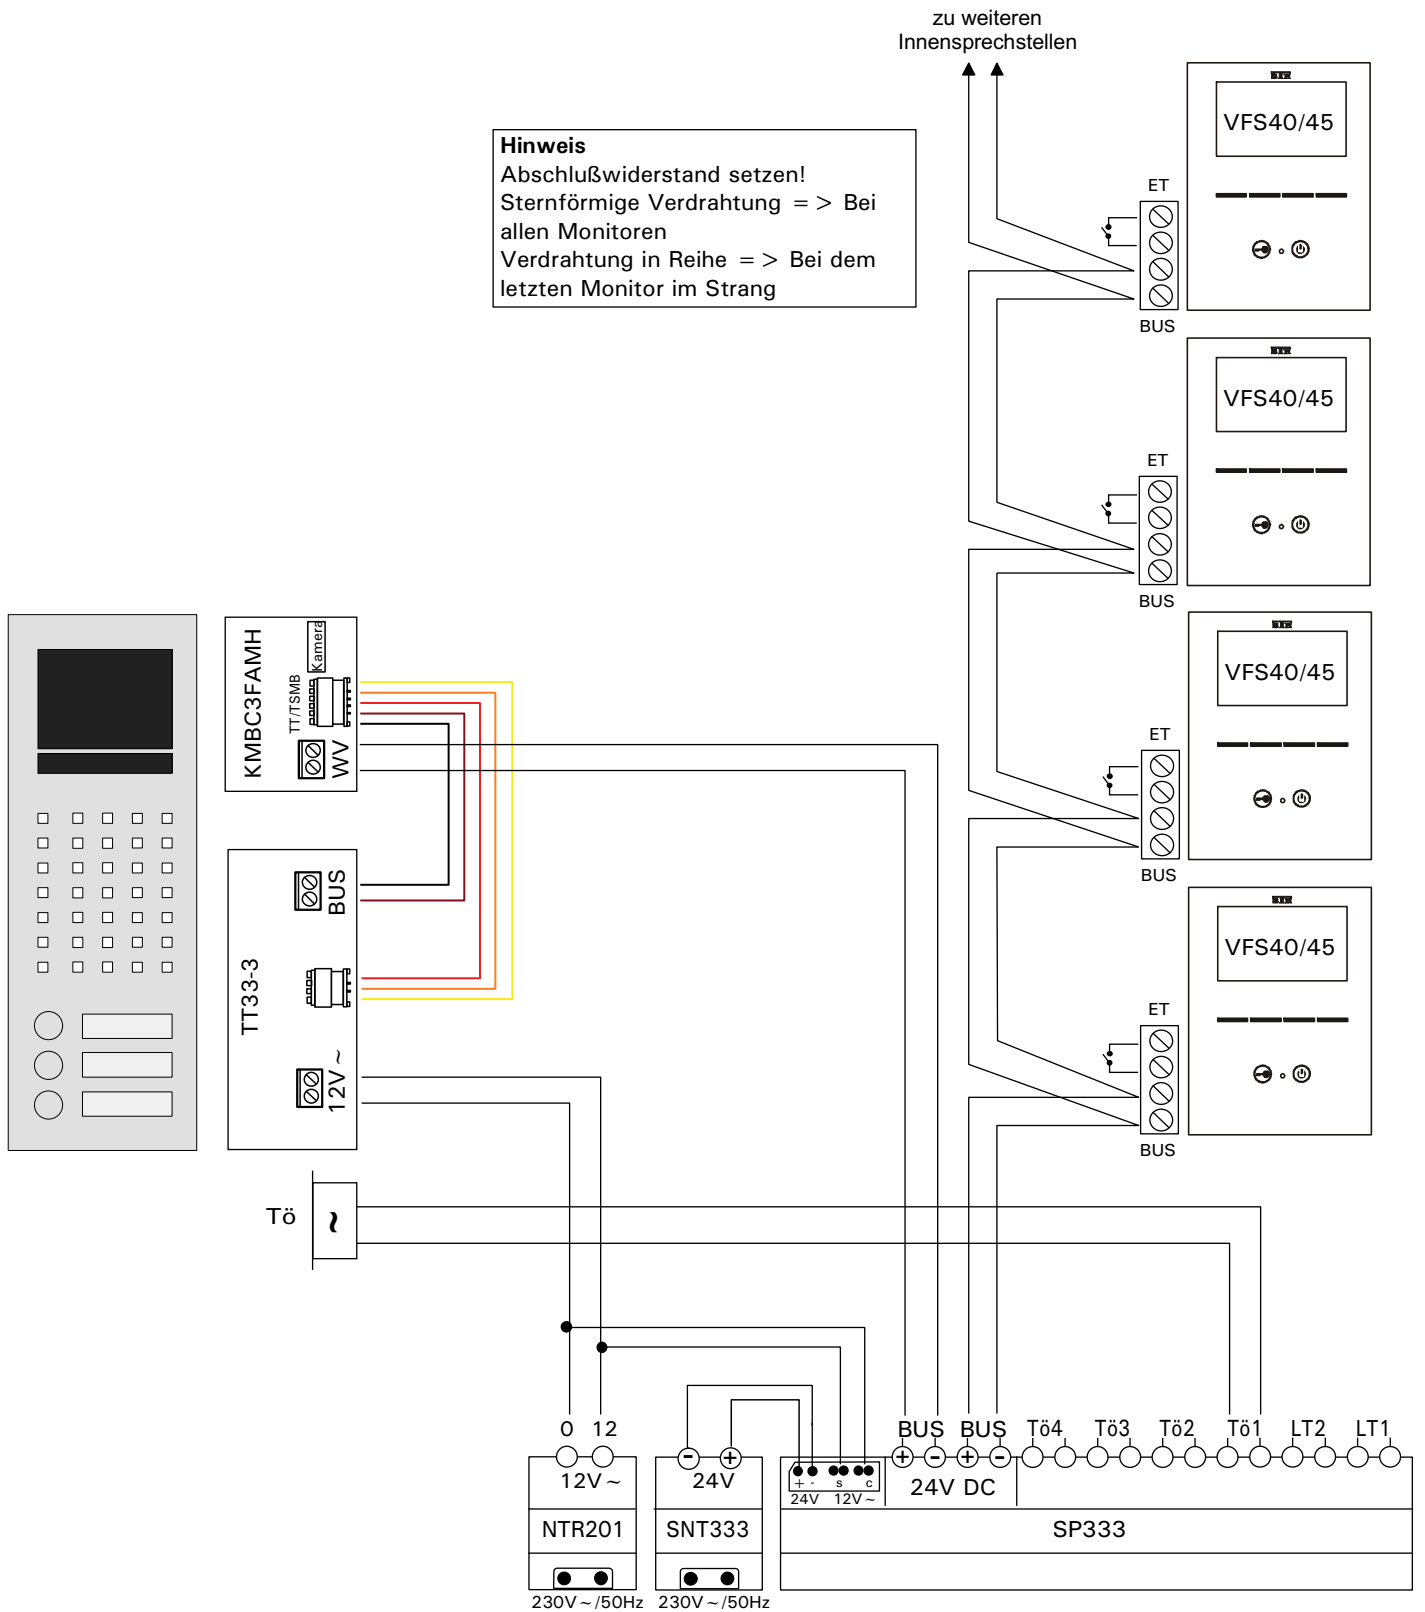 zu weiteren
Innensprechstellen
Hinweis
Abschlußwiderstand setzen!
Sternförmige Verdrahtung = > Bei
allen Monitoren
Verdrahtung in Reihe = > Bei dem
letzten Monitor im Strang
VFS40/45
ET
BUS
VFS40/45
ET
BUS
VFS40/45
ET
BUS
VFS40/45
ET
BUS
KMBC3FAMH
Kamera
TT/TSMB
WV
TT33-3
BUS
12V ~
Tö
~
0 12
12V ~
NTR201
230V ~ /50Hz
- +
24V
SNT333
230V ~ /50Hz
BUS BUS Tö4 Tö3 Tö2 Tö1 LT2 LT1
+ - + -
+ - s c
24V 12V ~
24V DC
SP333